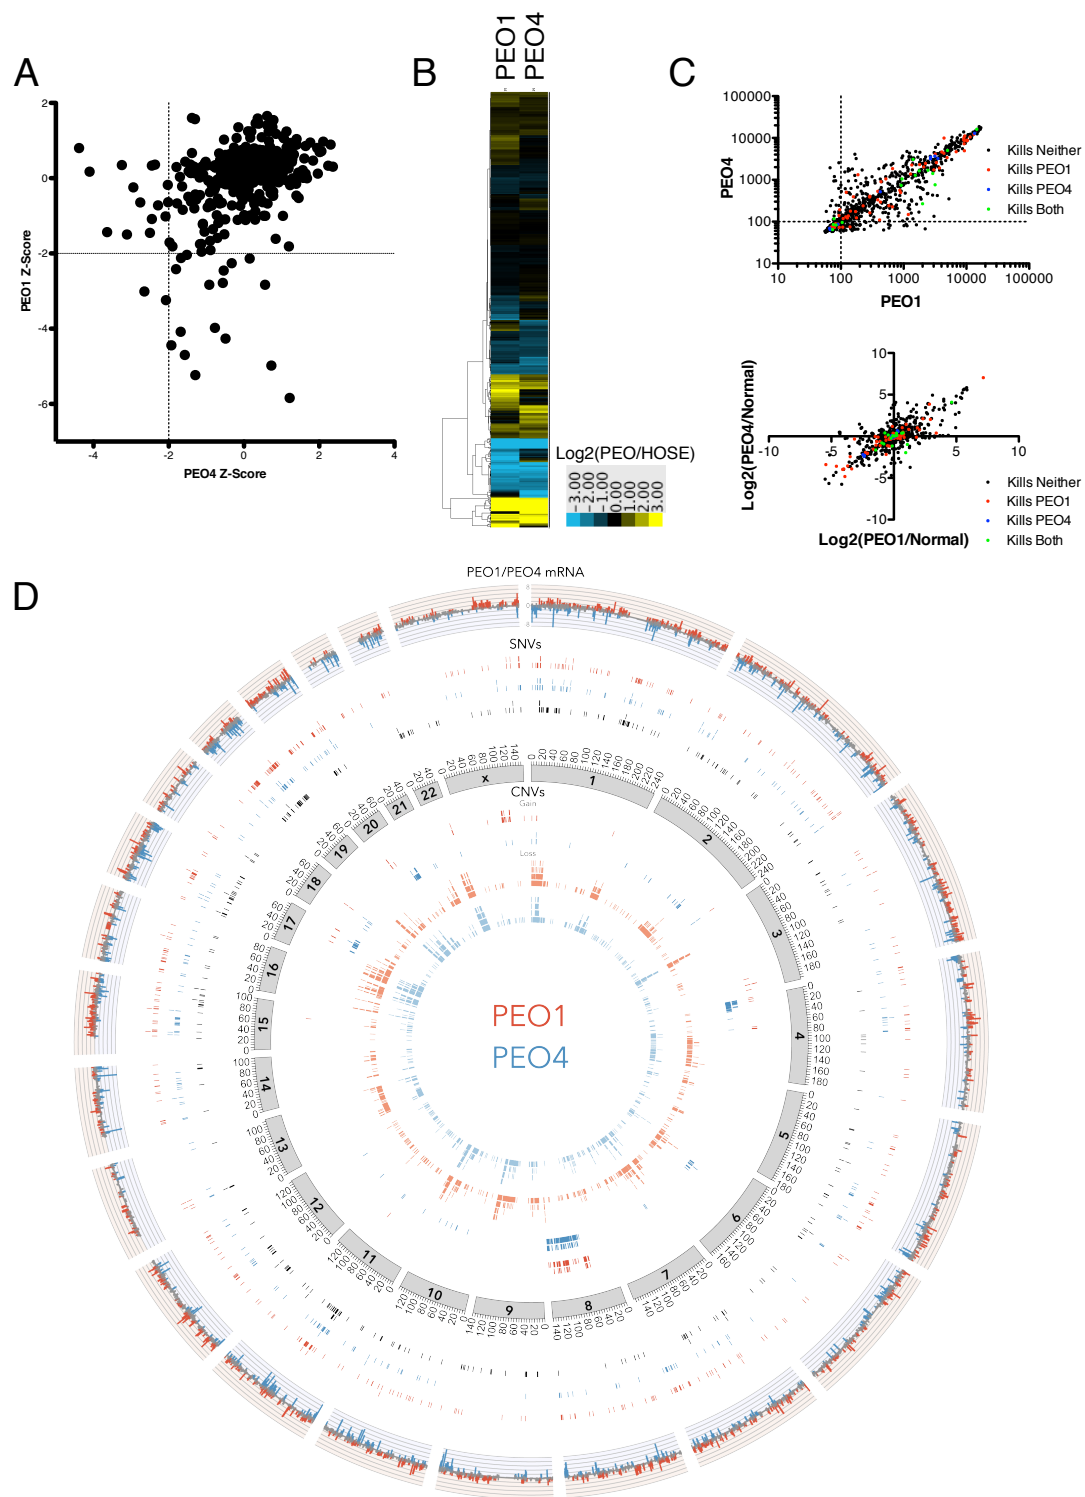 A
2
0
-2
-4
-6
-4
-2
0
2
4
PEO1 Z-Score
PEO4 Z-Score
B
PEO1
PEO4
Log2(PEO/HOSE)
-3.00
-2.00
-1.00
0.00
1.00
2.00
3.00
C
100000
10000
1000
100
10
10
100
1000
10000
100000
PEO4
PEO1
Kills Neither
Kills PEO1
Kills PEO4
Kills Both
10
5
-5
-10
-10
-5
5
10
Log2(PEO4/Normal)
Log2(PEO1/Normal)
Kills Neither
Kills PEO1
Kills PEO4
Kills Both
D
PEO1/PEO4 mRNA
SNVs
CNVs
Gain
Loss
PEO1
PEO4
1
2
3
4
5
6
7
8
9
10
11
12
13
14
15
16
17
18
19
20
21
22
x